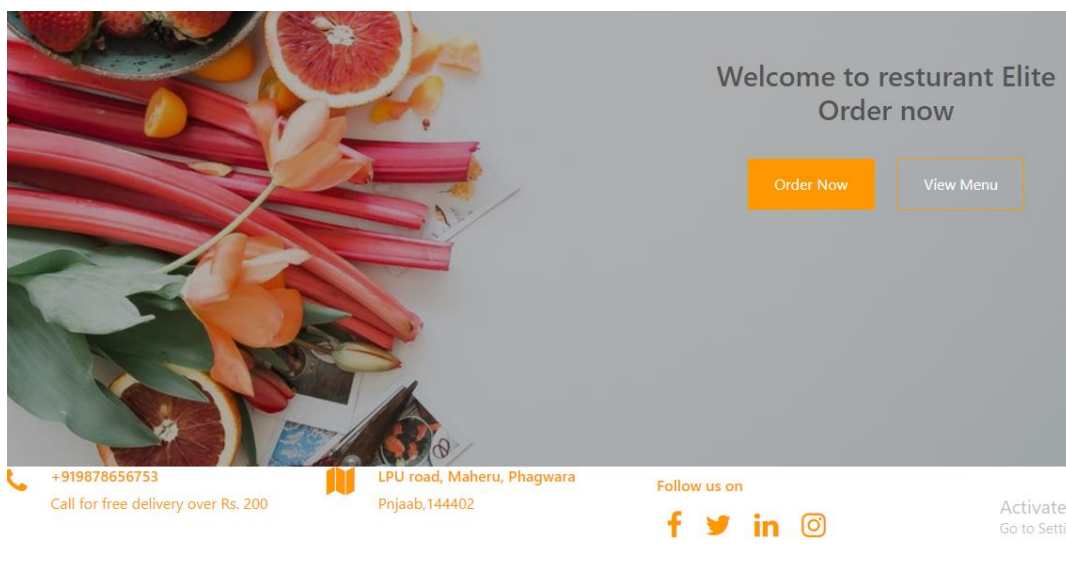 Welcome to resturant Elite
Order now
Order Now
View Menu
+919878656753
Call for free delivery over Rs. 200
LPU road, Maheru, Phagwara
Pnjaab,144402
Follow us on
f
in
Activate
Go to Setti